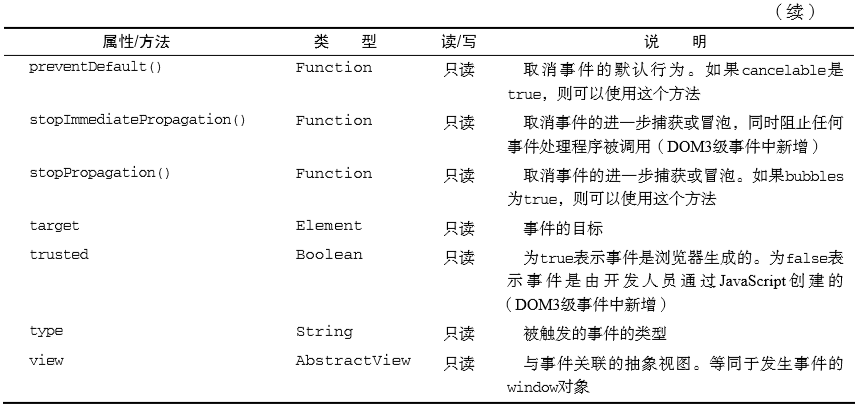 （续）
属性/方法 类 型 读/写 说 明
preventDefault() Function 只读 取消事件的默认行为。如果cancelable是
true，则可以使用这个方法
stopImmediatePropagation() Function 只读 取消事件的进一步捕获或冒泡，同时阻止任何
事件处理程序被调用（DOM3级事件中新增）
stopPropagation() Function 只读 取消事件的进一步捕获或冒泡。如果bubbles
为true，则可以使用这个方法
target Element 只读 事件的目标
trusted Boolean 只读 为true表示事件是浏览器生成的。为false表
示事件是由开发人员通过JavaScript创建的
（DOM3级事件中新增）
type String 只读 被触发的事件的类型
view AbstractView 只读 与事件关联的抽象视图。等同于发生事件的
window对象